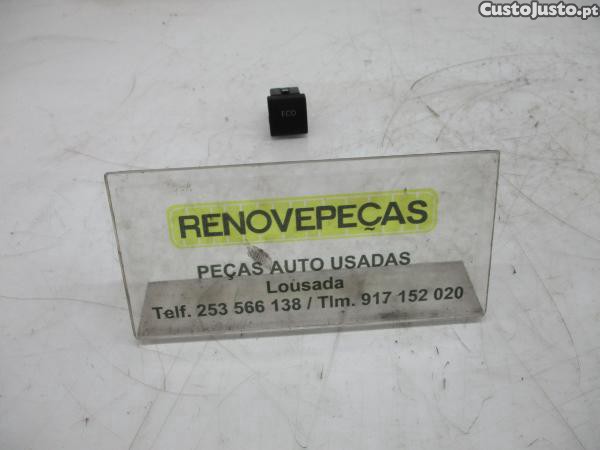 CustoJusto.pt
ECO
RENOVEPEÇAS
PEÇAS AUTO USADAS
Lousada
Telf. 253 566 138 / Tlm. 917 152 020